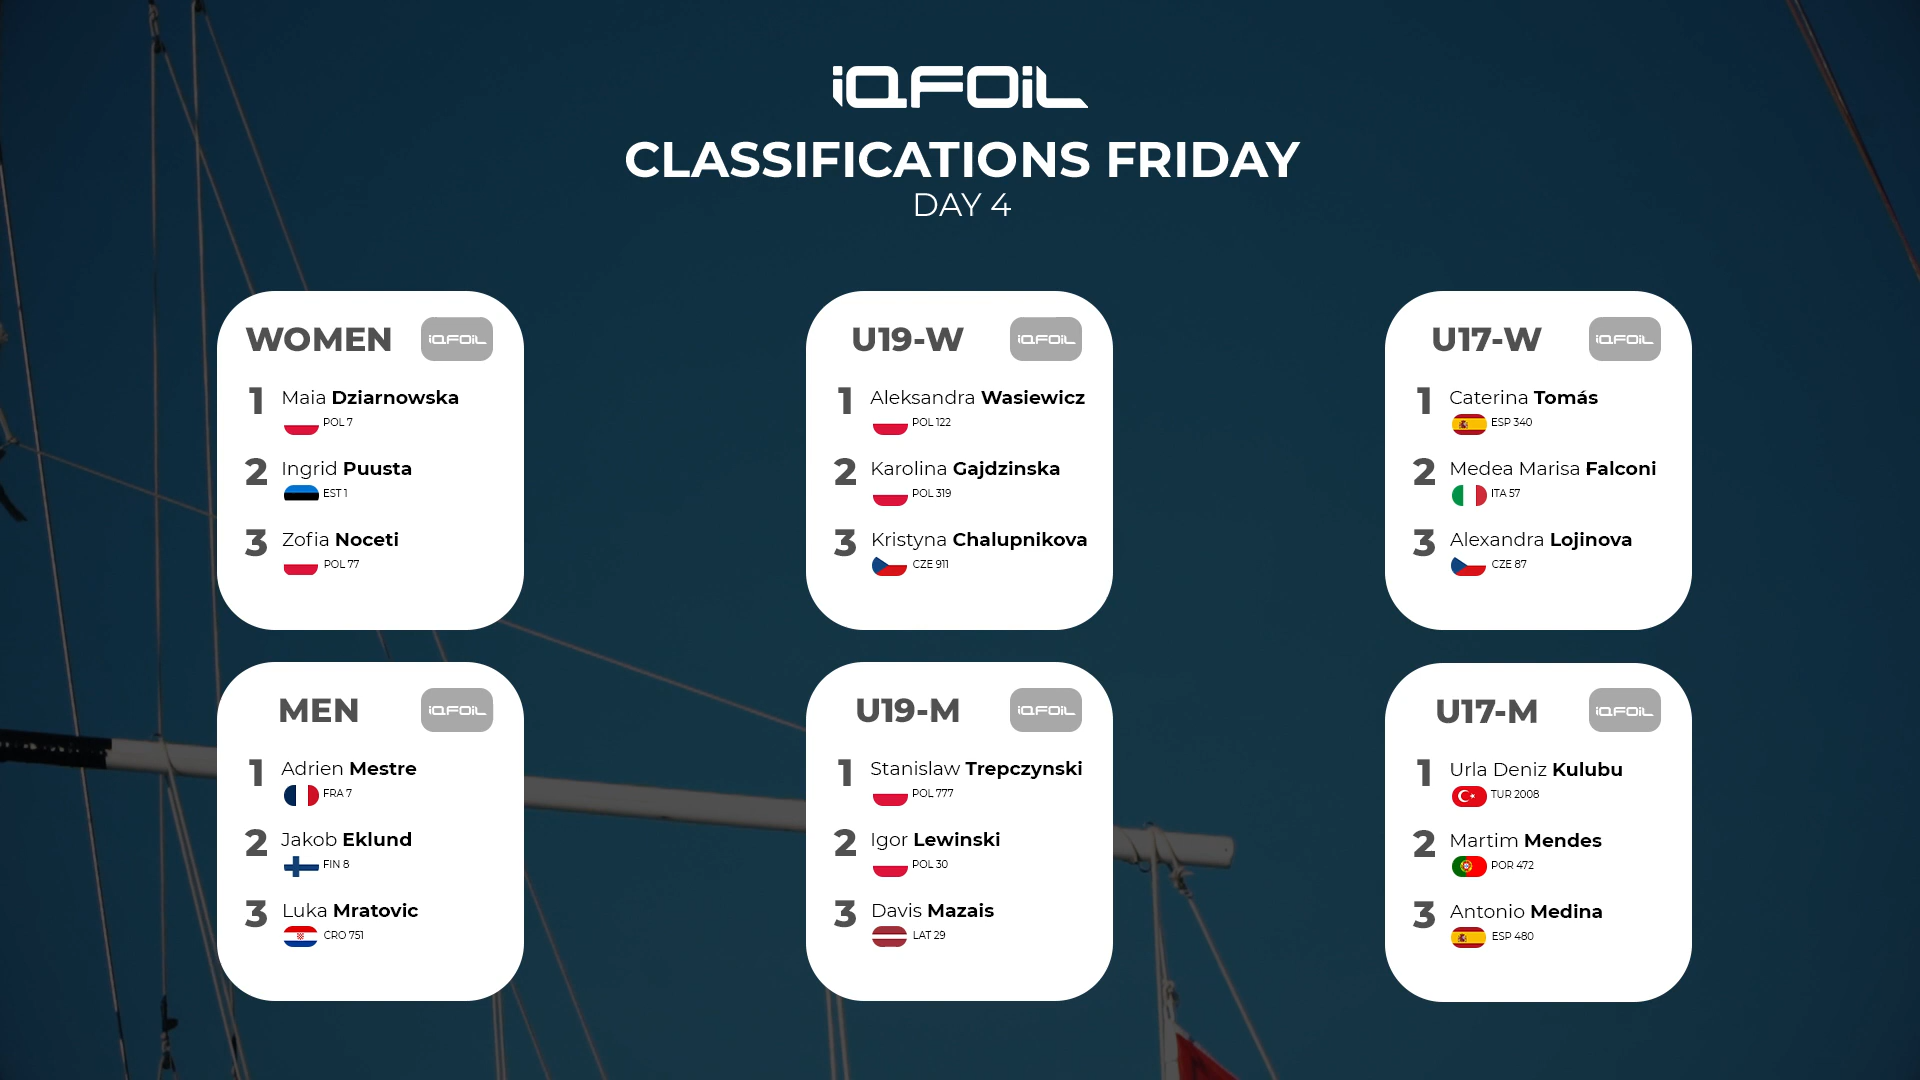 iQFOiL
CLASSIFICATIONS FRIDAY
DAY 4
WOMEN iQFOiL
1 Maia Dziarnowska
POL 7
2 Ingrid Puusta
EST 1
3 Zofia Noceti
POL 77
U19-W iQFOiL
1 Aleksandra Wasiewicz
POL 122
2 Karolina Gajdzinska
POL 319
3 Kristyna Chalupnikova
CZE 911
U17-W iQFOiL
1 Caterina Tomás
ESP 340
2 Medea Marisa Falconi
ITA 57
3 Alexandra Lojinova
CZE 87
MEN iQFOiL
1 Adrien Mestre
FRA 7
2 Jakob Eklund
FIN 8
3 Luka Mratovic
CRO 751
U19-M iQFOiL
1 Stanislaw Trepczynski
POL 777
2 Igor Lewinski
POL 30
3 Davis Mazais
LAT 29
U17-M iQFOiL
1 Urla Deniz Kulubu
TUR 2008
2 Martim Mendes
POR 472
3 Antonio Medina
ESP 480